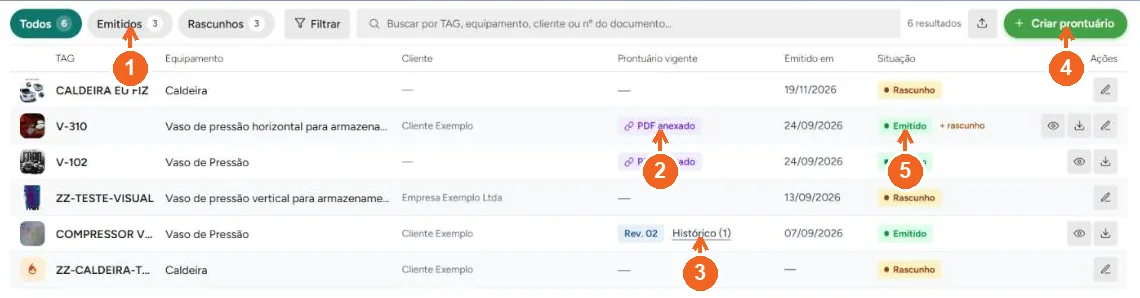 Todos 6 Emitidos 3 Rascunhos 3 Filtrar Buscar por TAG, equipamento, cliente ou nº do documento... 6 resultados + Criar prontuário
TAG Equipamento Cliente Prontuário vigente Emitido em Situação Ações
1 4
CALDEIRA EU FIZ Caldeira — — 19/11/2026 Rascunho
V-310 Vaso de pressão horizontal para armazena... Cliente Exemplo PDF anexado 24/09/2026 Emitido + rascunho
V-102 Vaso de Pressão — 24/09/2026
2 5
ZZ-TESTE-VISUAL Vaso de pressão vertical para armazename... Empresa Exemplo Ltda — 13/09/2026 Rascunho
COMPRESSOR V... Vaso de Pressão Cliente Exemplo Rev. 02 Histórico (1) 07/09/2026 Emitido
3
ZZ-CALDEIRA-T... Caldeira Cliente Exemplo — — Rascunho